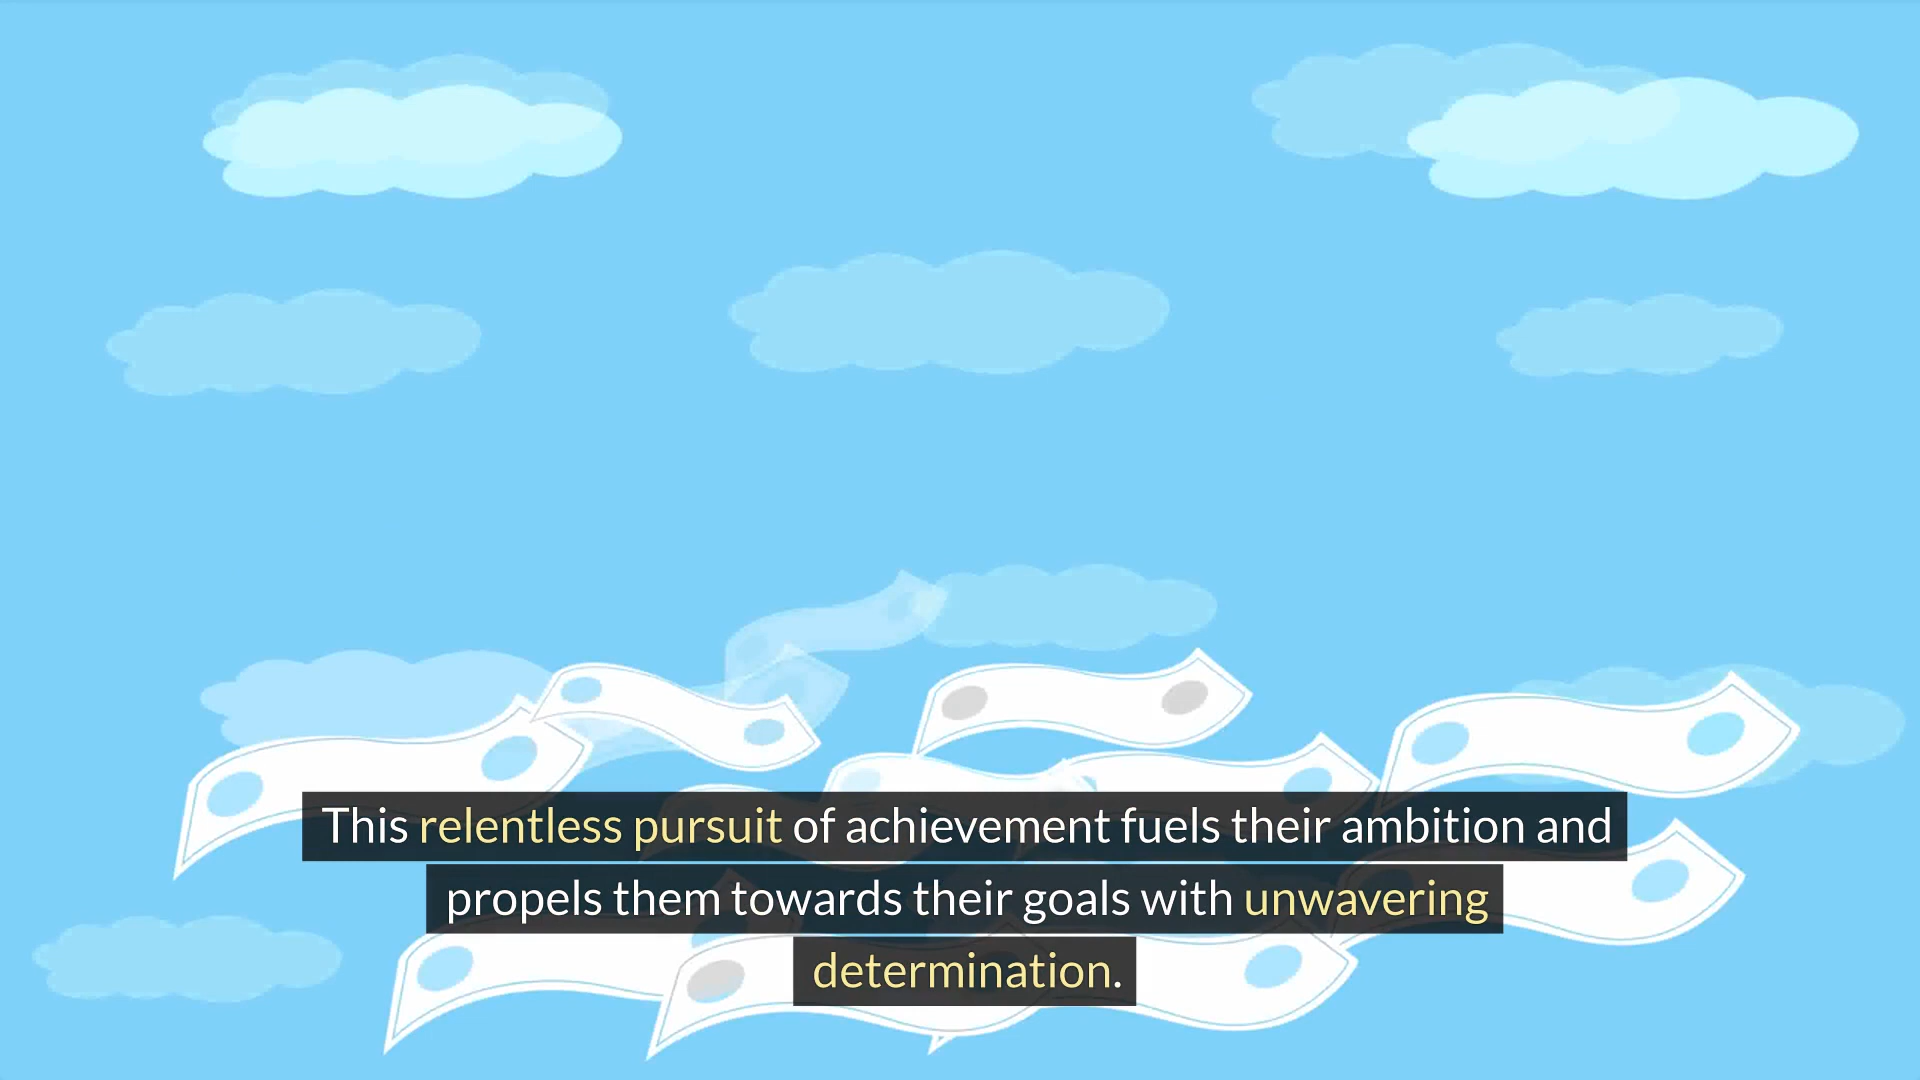 This relentless pursuit of achievement fuels their ambition and
propels them towards their goals with unwavering
determination.